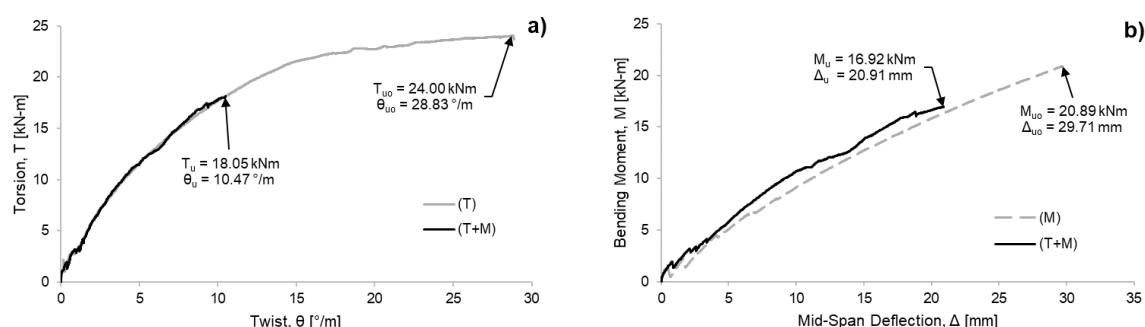 a)
25
20
15
10
5
0
Torsion, T [kN-m]
T_uo = 24.00 kNm
θ_uo = 28.83 °/m
T_u = 18.05 kNm
θ_u = 10.47 °/m
(T)
(T+M)
0 5 10 15 20 25 30
Twist, θ [°/m]
b)
25
20
15
10
5
0
Bending Moment, M [kN-m]
M_u = 16.92 kNm
Δ_u = 20.91 mm
M_uo = 20.89 kNm
Δ_uo = 29.71 mm
(M)
(T+M)
0 5 10 15 20 25 30 35
Mid-Span Deflection, Δ [mm]